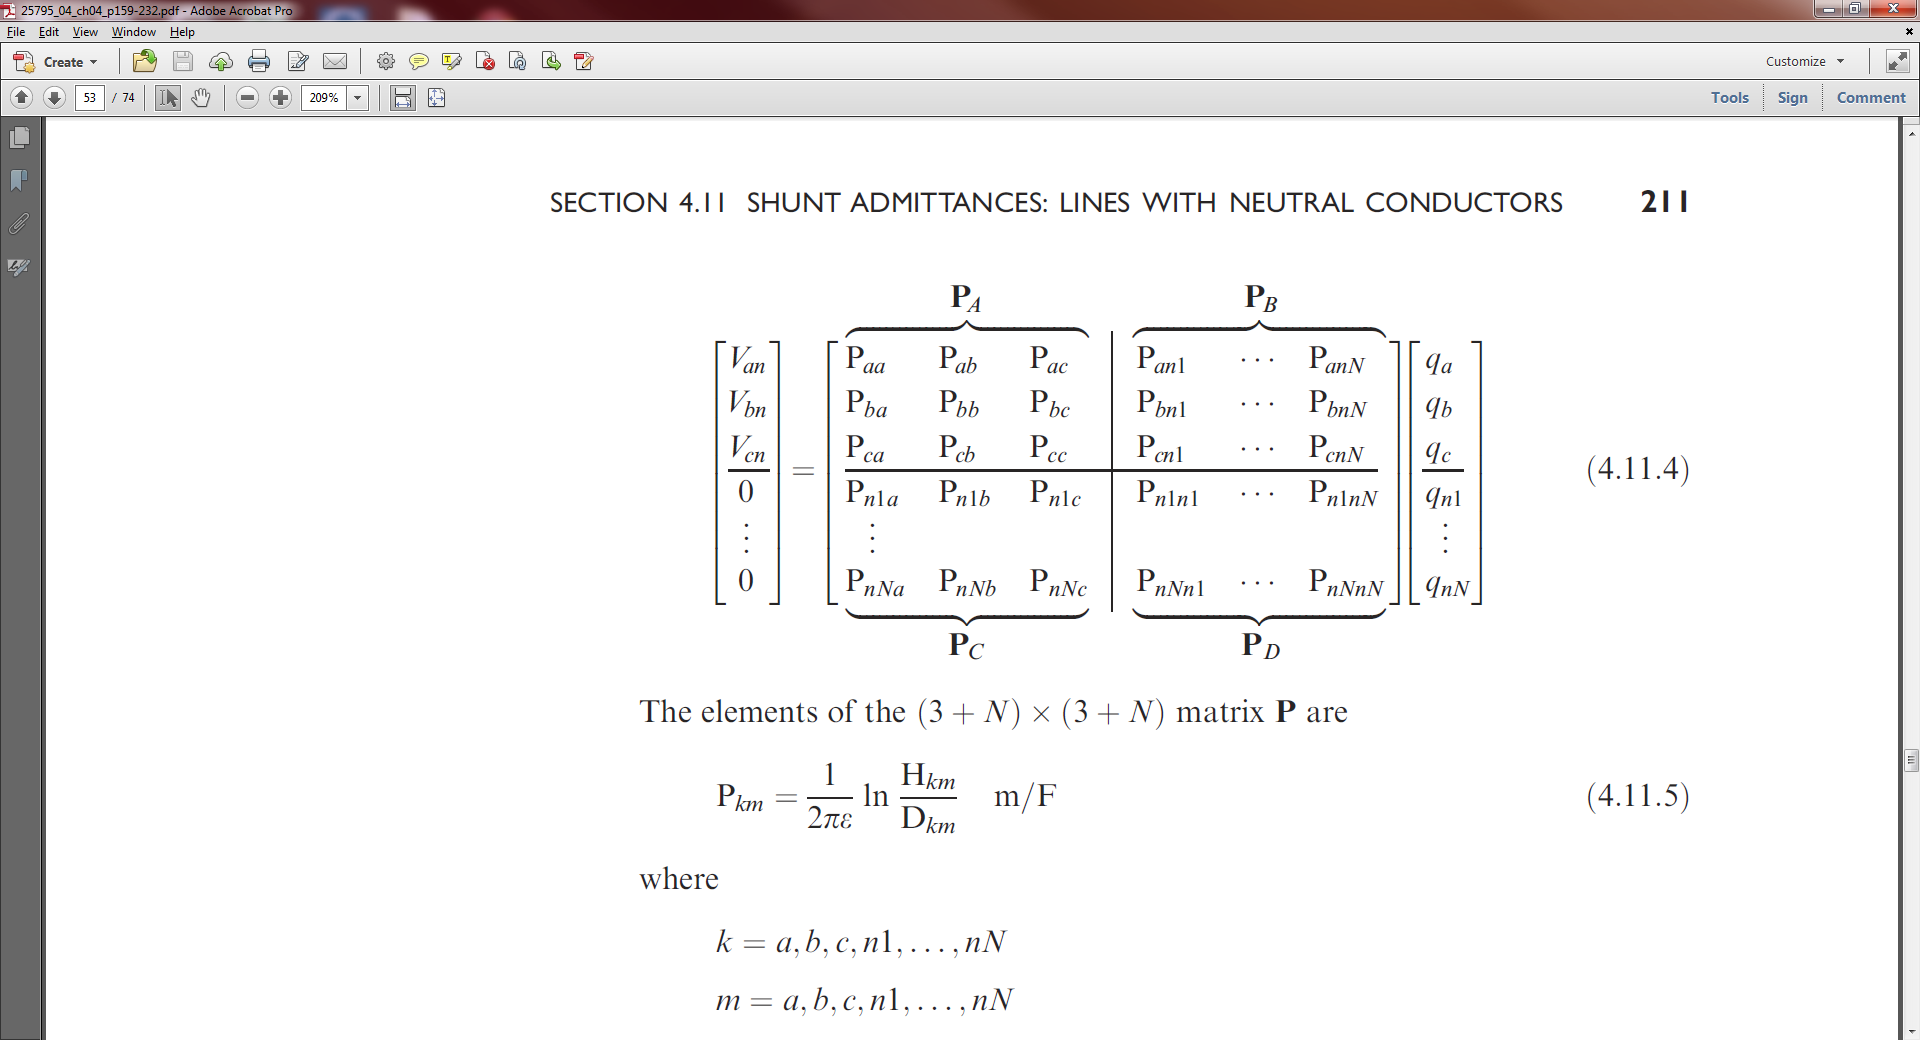 25795_04_ch04_p159-232.pdf - Adobe Acrobat Pro
File Edit View Window Help
Create Customize
53 / 74 209% Tools Sign Comment
SECTION 4.11 SHUNT ADMITTANCES: LINES WITH NEUTRAL CONDUCTORS 211
P_A P_B
V_an P_aa P_ab P_ac P_an1 ··· P_anN q_a
V_bn P_ba P_bb P_bc P_bn1 ··· P_bnN q_b
V_cn P_ca P_cb P_cc P_cn1 ··· P_cnN q_c
= (4.11.4)
0 P_n1a P_n1b P_n1c P_n1n1 ··· P_n1nN q_n1
⋮ ⋮ ⋮
0 P_nNa P_nNb P_nNc P_nNn1 ··· P_nNnN q_nN
P_C P_D
The elements of the (3 + N) × (3 + N) matrix P are
P_km = 1/2πε ln H_km/D_km m/F (4.11.5)
where
k = a, b, c, n1, . . . , nN
m = a, b, c, n1, . . . , nN